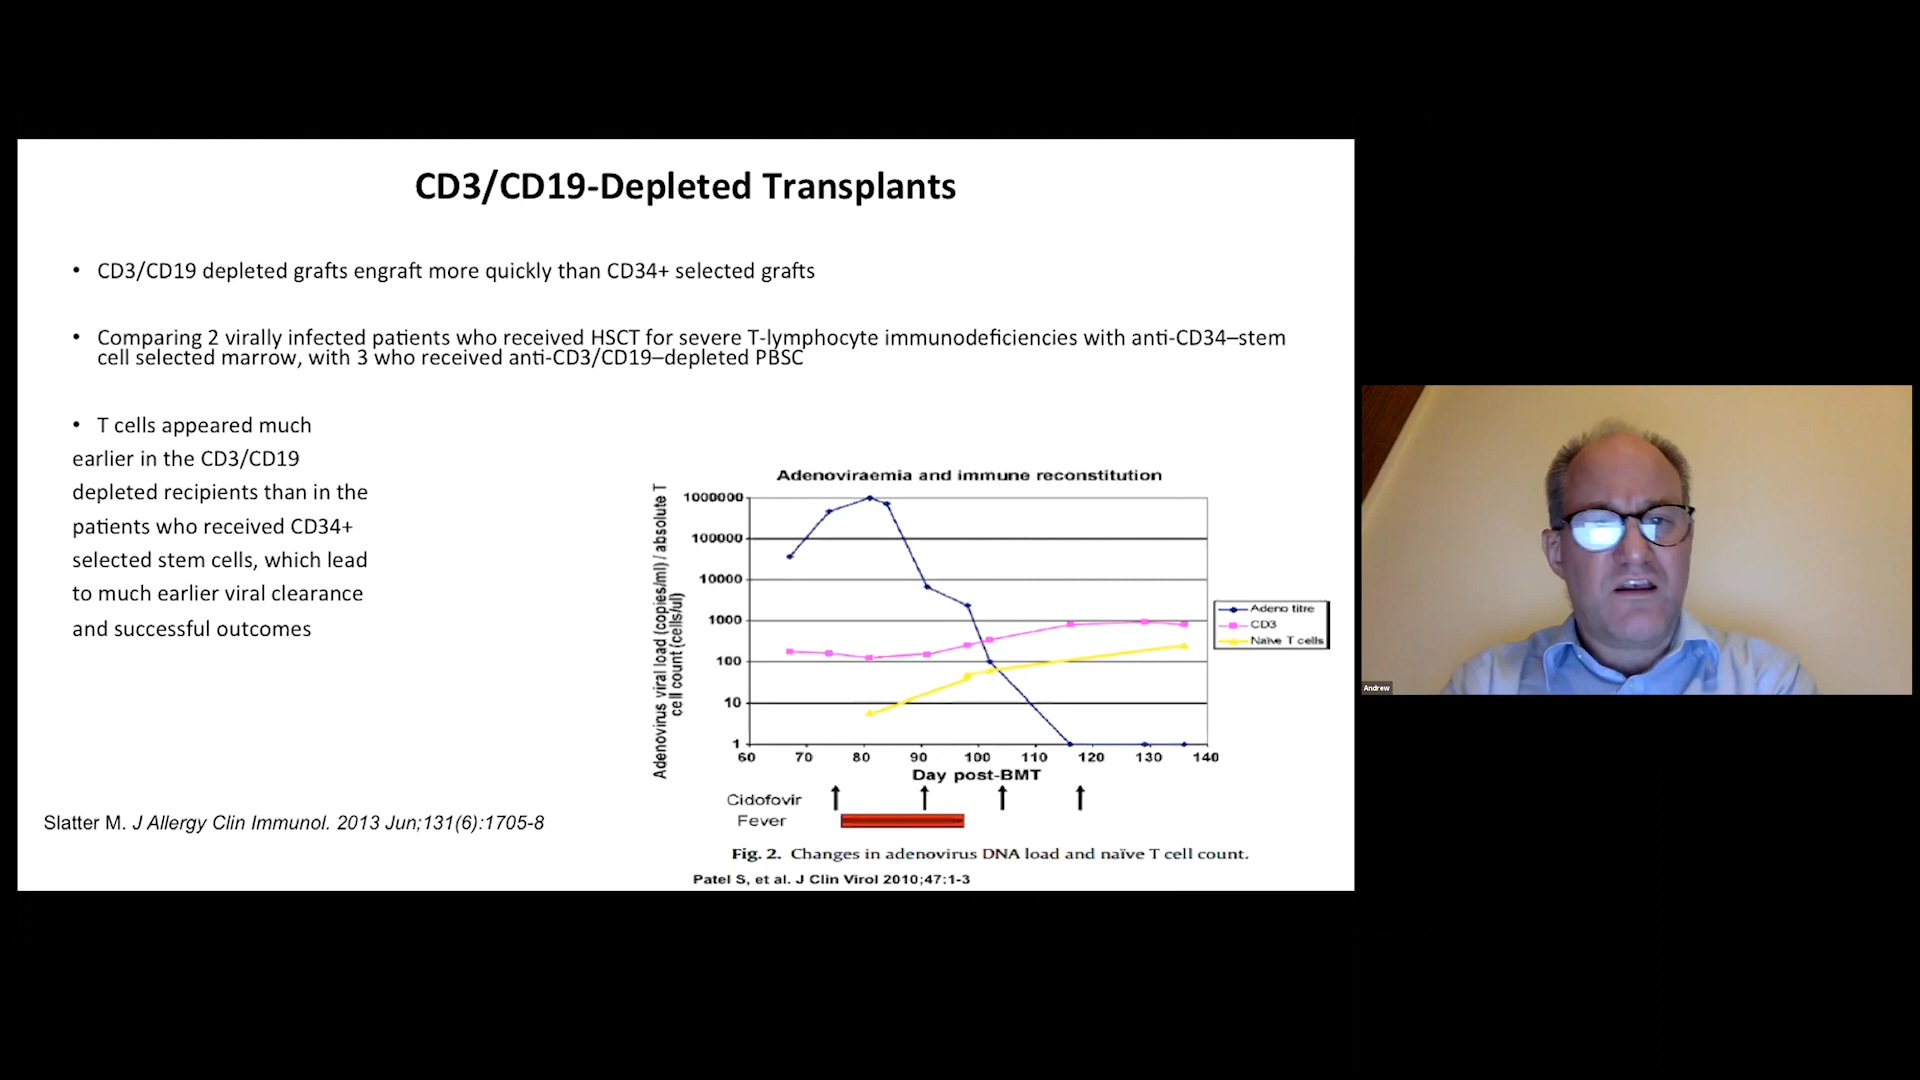 CD3/CD19-Depleted Transplants
• CD3/CD19 depleted grafts engraft more quickly than CD34+ selected grafts
• Comparing 2 virally infected patients who received HSCT for severe T-lymphocyte immunodeficiencies with anti-CD34–stem
cell selected marrow, with 3 who received anti-CD3/CD19–depleted PBSC
• T cells appeared much
earlier in the CD3/CD19
depleted recipients than in the
patients who received CD34+
selected stem cells, which lead
to much earlier viral clearance
and successful outcomes
Slatter M. J Allergy Clin Immunol. 2013 Jun;131(6):1705-8
Adenoviraemia and immune reconstitution
Adenovirus viral load (copies/ml) / absolute T
cell count (cells/ul)
1000000
100000
10000
1000
100
10
1
60 70 80 90 100 110 120 130 140
Day post-BMT
Adeno titre
CD3
Naïve T cells
Cidofovir
Fever
Fig. 2. Changes in adenovirus DNA load and naïve T cell count.
Patel S, et al. J Clin Virol 2010;47:1-3
Andrew